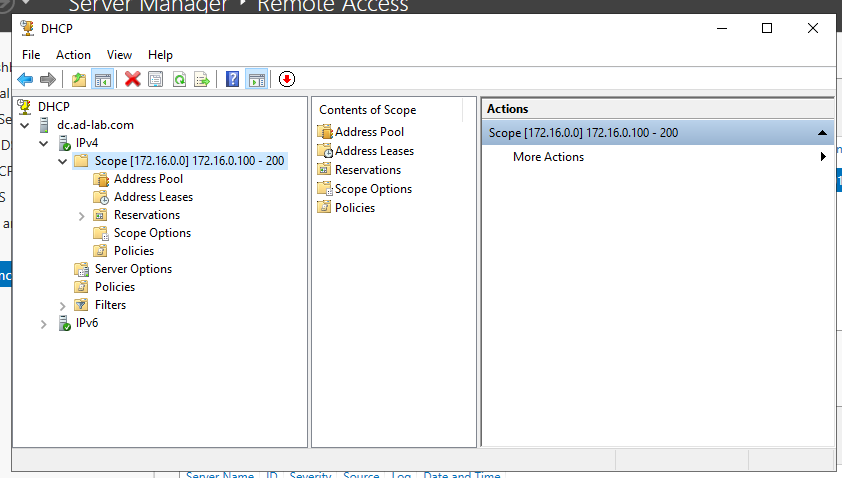 Server Manager ‣ Remote Access
DHCP
File Action View Help
DHCP
dc.ad-lab.com
IPv4
Scope [172.16.0.0] 172.16.0.100 - 200
Address Pool
Address Leases
Reservations
Scope Options
Policies
Server Options
Policies
Filters
IPv6
Contents of Scope
Address Pool
Address Leases
Reservations
Scope Options
Policies
Actions
Scope [172.16.0.0] 172.16.0.100 - 200
More Actions
Server Name ID Severity Source Log Date and Time